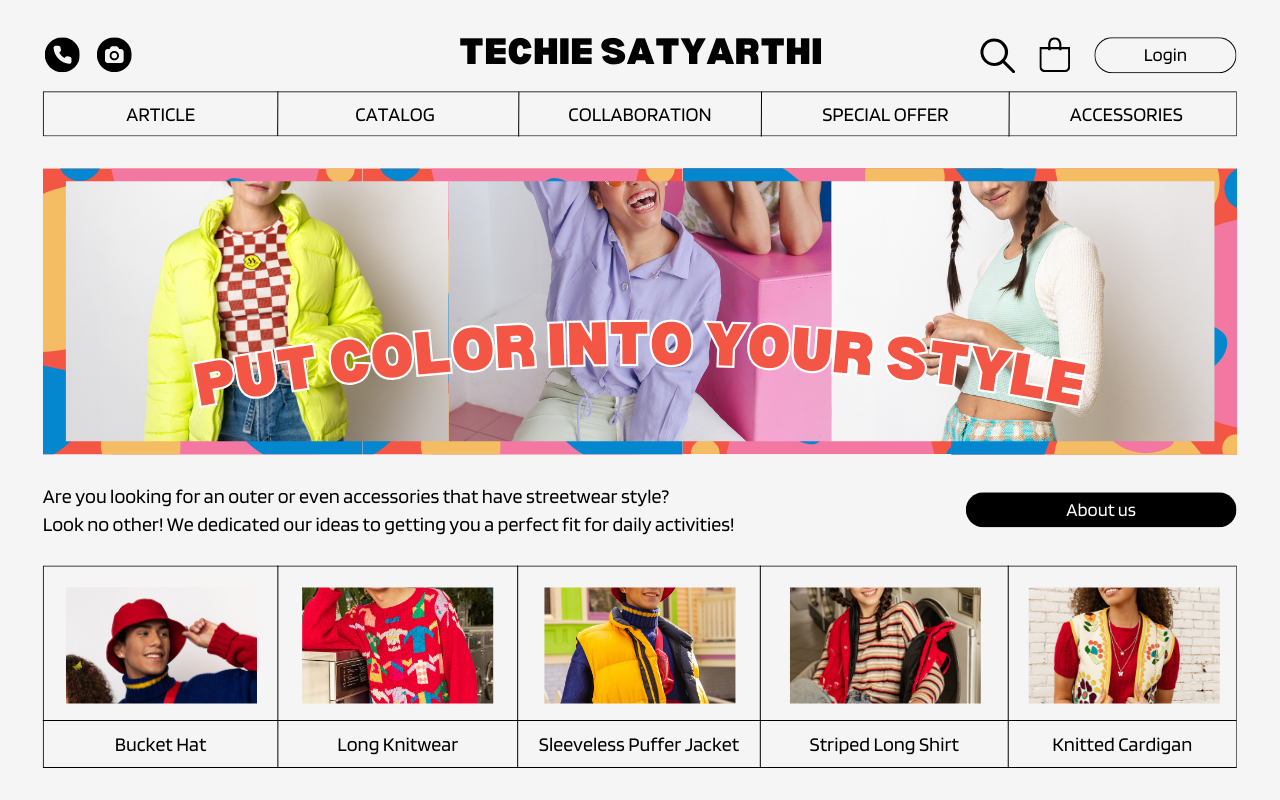 TECHIE SATYARTHI
Login
ARTICLE
CATALOG
COLLABORATION
SPECIAL OFFER
ACCESSORIES
PUT COLOR INTO YOUR STYLE
Are you looking for an outer or even accessories that have streetwear style?
Look no other! We dedicated our ideas to getting you a perfect fit for daily activities!
About us
Bucket Hat
Long Knitwear
Sleeveless Puffer Jacket
Striped Long Shirt
Knitted Cardigan